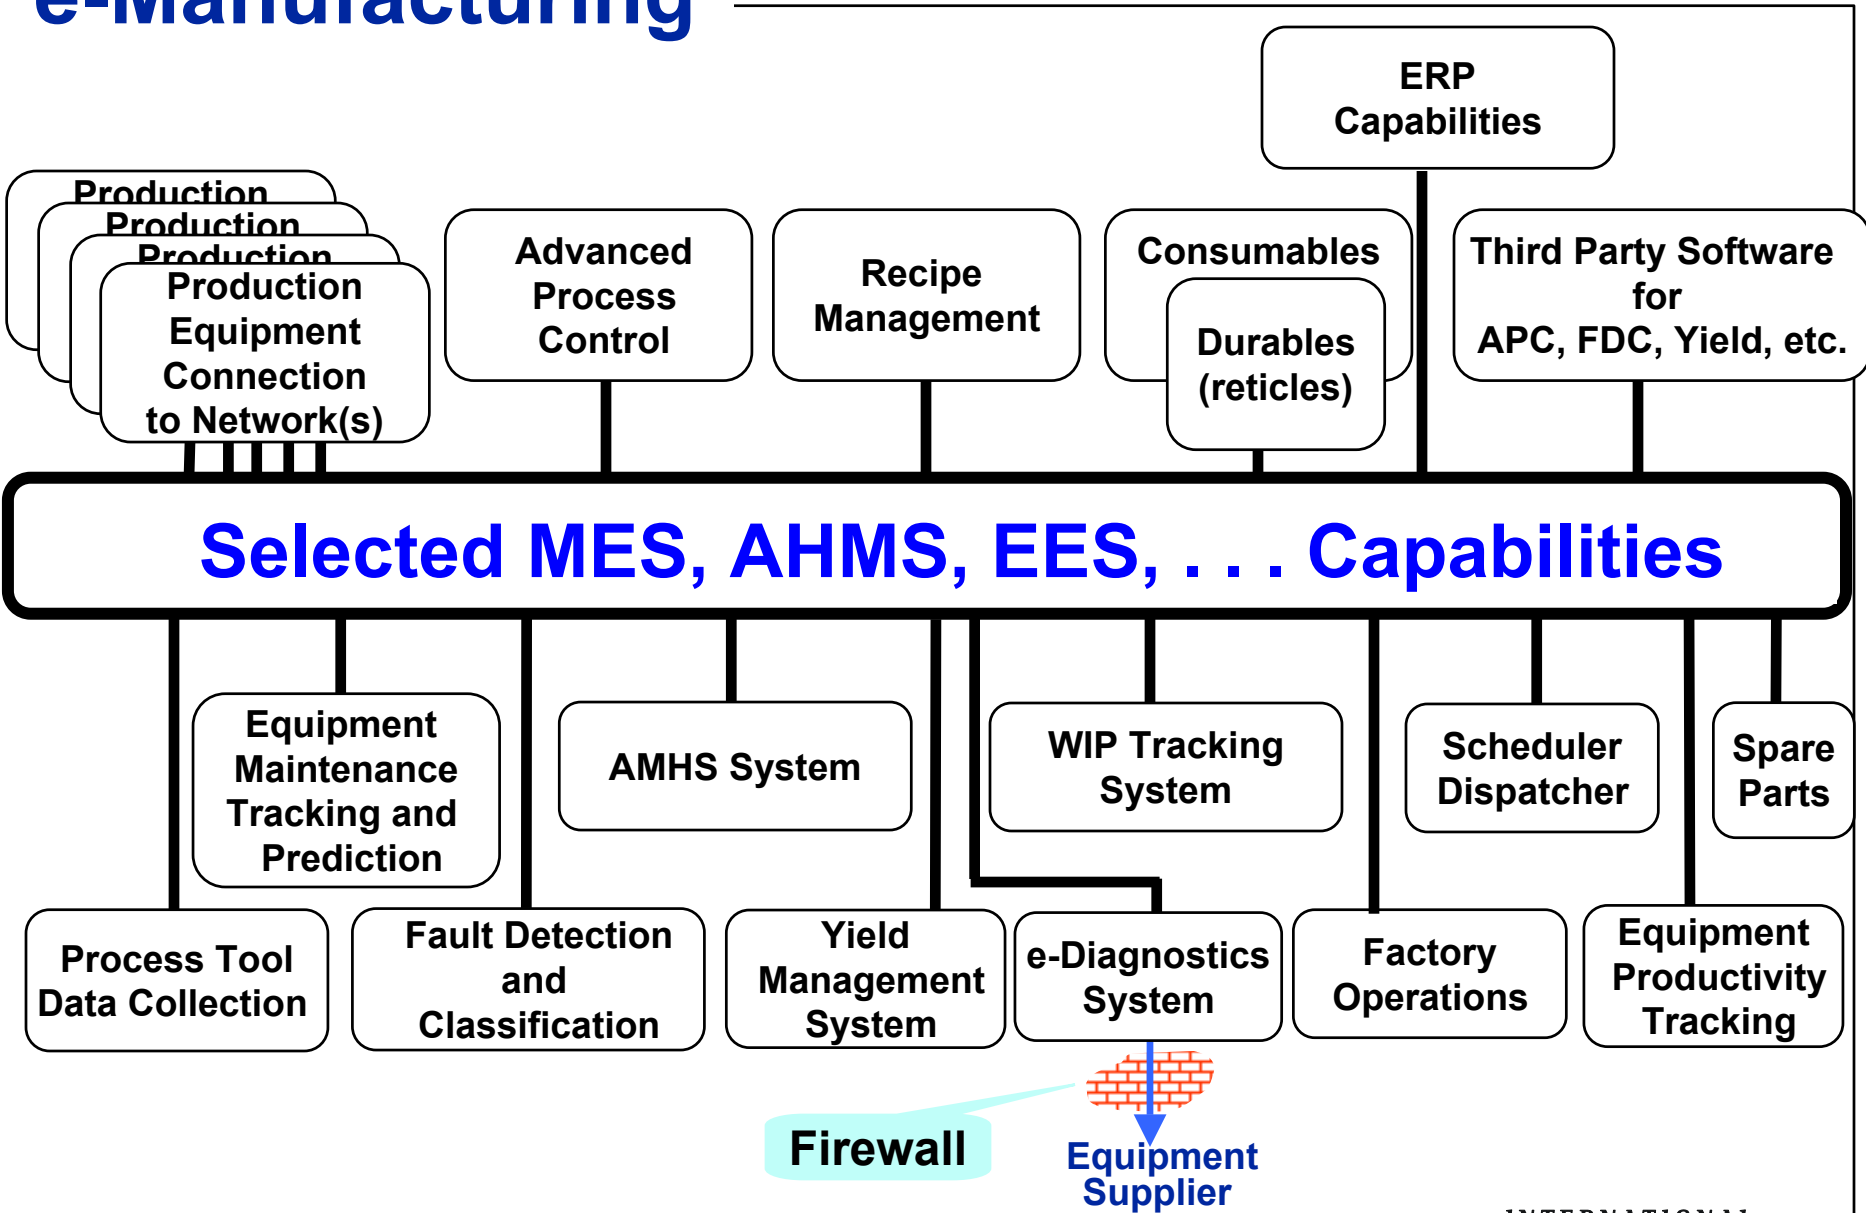 e-Manufacturing
ERP
Capabilities
Production
Production
Production
Production
Equipment
Connection
to Network(s)
Advanced
Process
Control
Recipe
Management
Consumables
Durables
(reticles)
Third Party Software
for
APC, FDC, Yield, etc.
Selected MES, AHMS, EES, . . . Capabilities
Equipment
Maintenance
Tracking and
Prediction
AMHS System
WIP Tracking
System
Scheduler
Dispatcher
Spare
Parts
Process Tool
Data Collection
Fault Detection
and
Classification
Yield
Management
System
e-Diagnostics
System
Factory
Operations
Equipment
Productivity
Tracking
Firewall
Equipment
Supplier
INTERNATIONAL